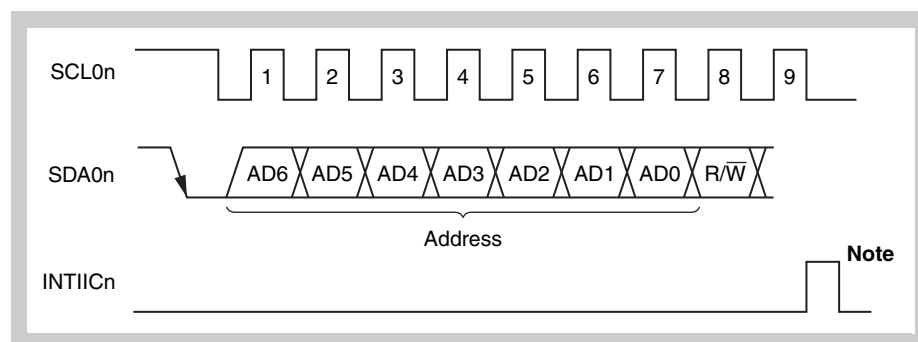 SCL0n 1 2 3 4 5 6 7 8 9
SDA0n AD6 AD5 AD4 AD3 AD2 AD1 AD0 R/W̅
Address
Note
INTIICn